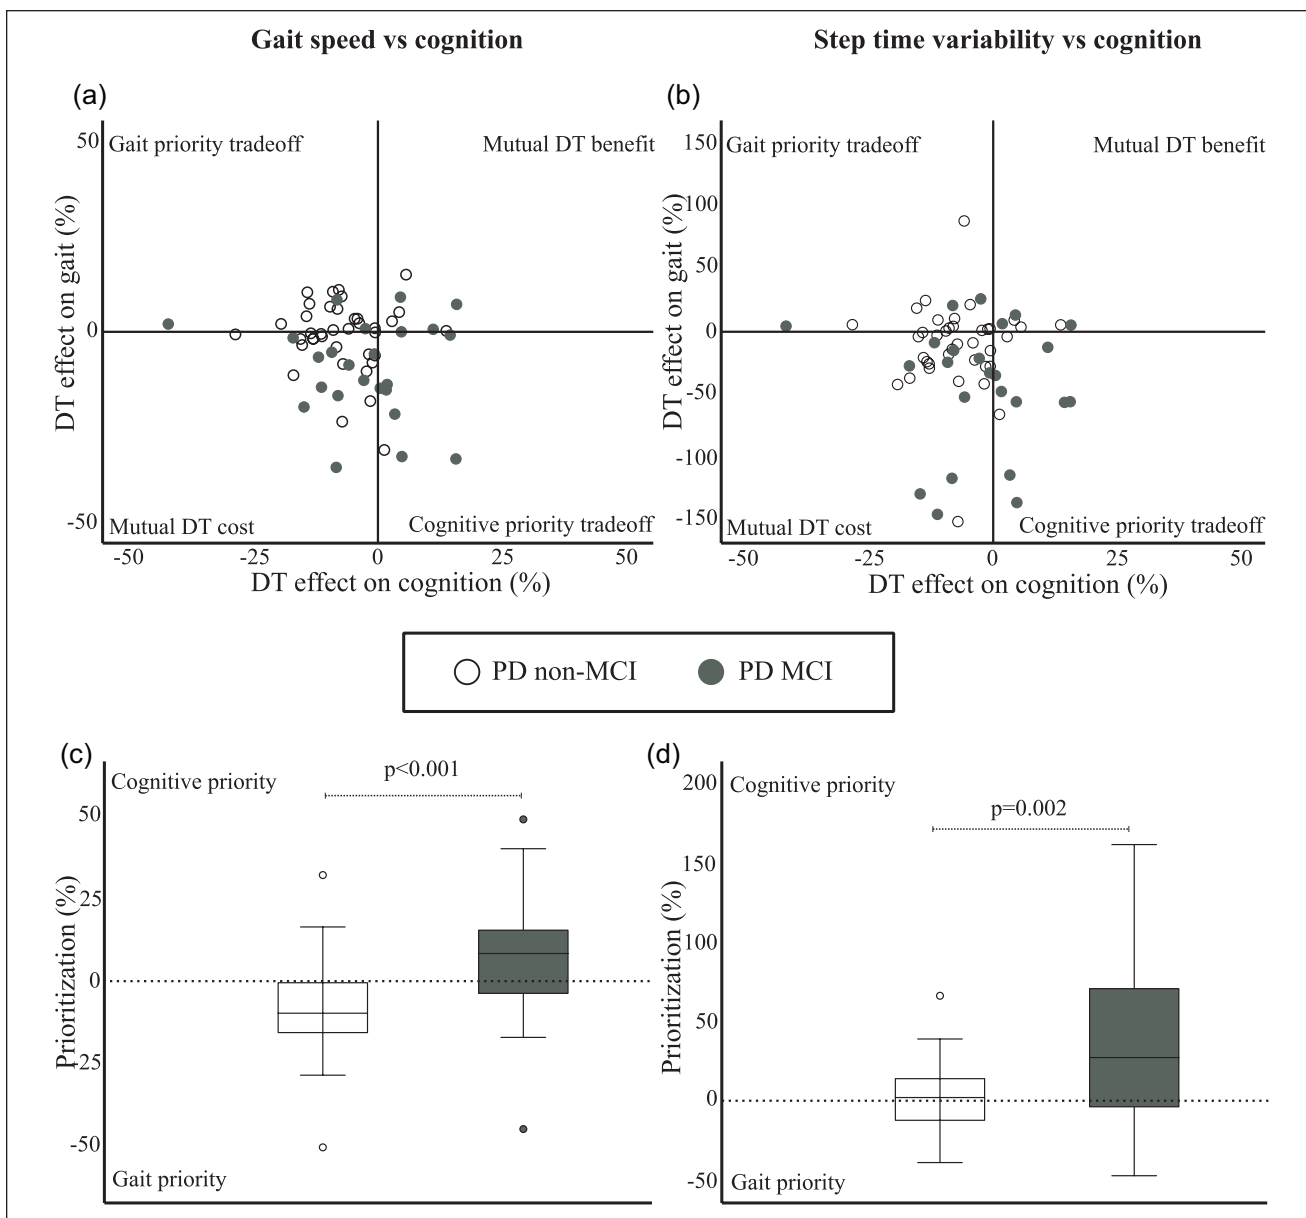 Gait speed vs cognition
Step time variability vs cognition
(a)
50
Gait priority tradeoff
Mutual DT benefit
DT effect on gait (%)
0
-50
Mutual DT cost
Cognitive priority tradeoff
-50
-25
0
25
50
DT effect on cognition (%)
(b)
150
Gait priority tradeoff
Mutual DT benefit
100
DT effect on gait (%)
50
0
-50
-100
-150
Mutual DT cost
Cognitive priority tradeoff
-50
-25
0
25
50
DT effect on cognition (%)
PD non-MCI
PD MCI
(c)
Cognitive priority
p<0.001
50
25
Prioritization (%)
0
-25
-50
Gait priority
(d)
200
Cognitive priority
p=0.002
150
Prioritization (%)
100
50
0
-50
Gait priority